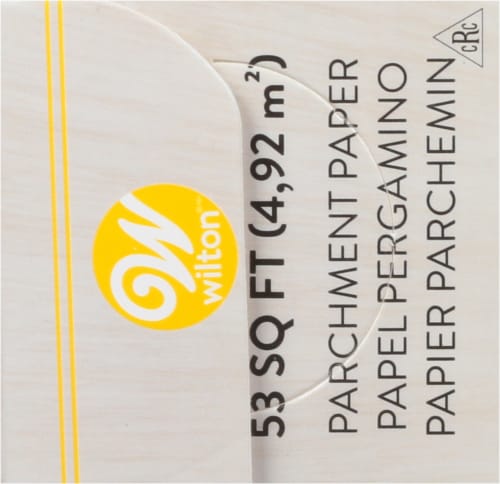 wilton
53 SQ FT (4,92 m²)
PARCHMENT PAPER
PAPEL PERGAMINO
PAPIER PARCHEMIN
cRc